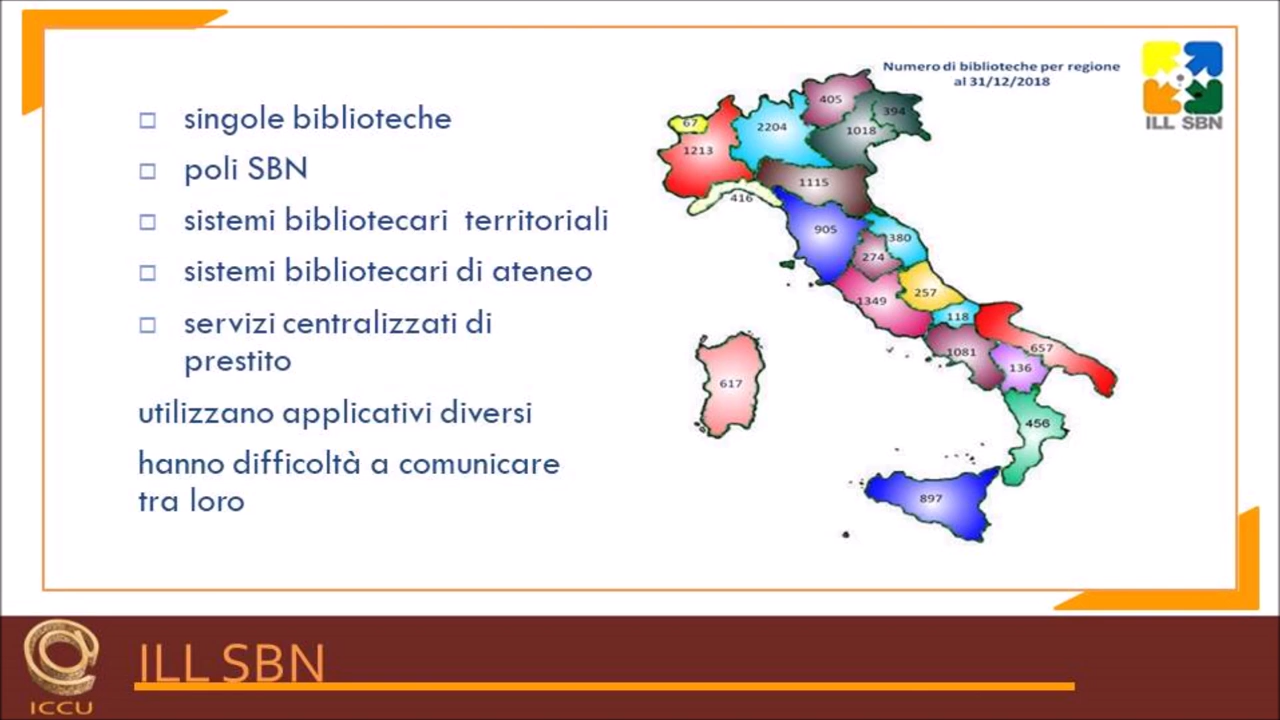 singole biblioteche
poli SBN
sistemi bibliotecari territoriali
sistemi bibliotecari di ateneo
servizi centralizzati di
prestito
utilizzano applicativi diversi
hanno difficoltà a comunicare
tra loro
Numero di biblioteche per regione
al 31/12/2018
ILL SBN
405
394
67
2204
1018
1213
1115
416
905
380
274
257
1349
118
657
1081
136
617
456
897
ILL SBN
ICCU